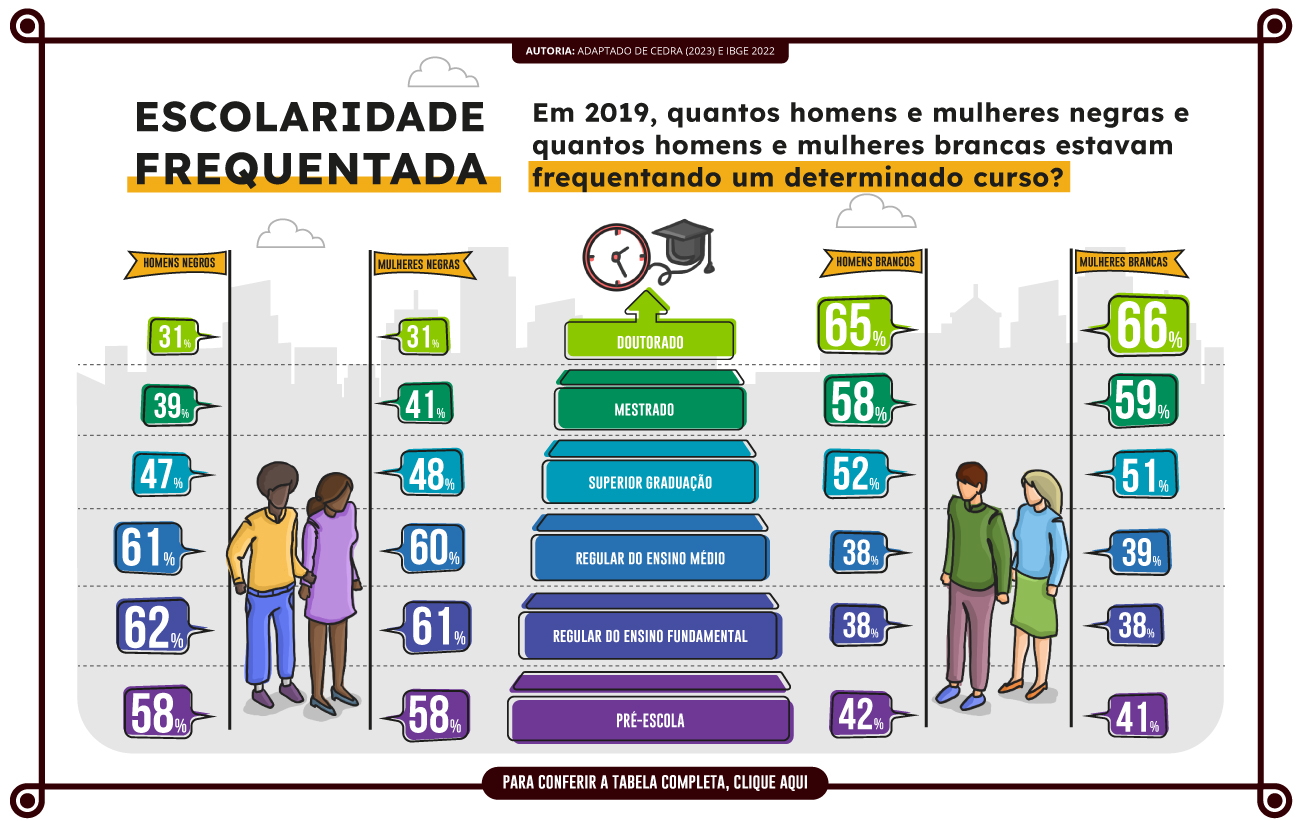 AUTORIA: ADAPTADO DE CEDRA (2023) E IBGE 2022
ESCOLARIDADE
FREQUENTADA
Em 2019, quantos homens e mulheres negras e
quantos homens e mulheres brancas estavam
frequentando um determinado curso?
HOMENS NEGROS
MULHERES NEGRAS
HOMENS BRANCOS
MULHERES BRANCAS
31%
31%
DOUTORADO
65%
66%
39%
41%
MESTRADO
58%
59%
47%
48%
SUPERIOR GRADUAÇÃO
52%
51%
61%
60%
REGULAR DO ENSINO MÉDIO
38%
39%
62%
61%
REGULAR DO ENSINO FUNDAMENTAL
38%
38%
58%
58%
PRÉ-ESCOLA
42%
41%
PARA CONFERIR A TABELA COMPLETA, CLIQUE AQUI